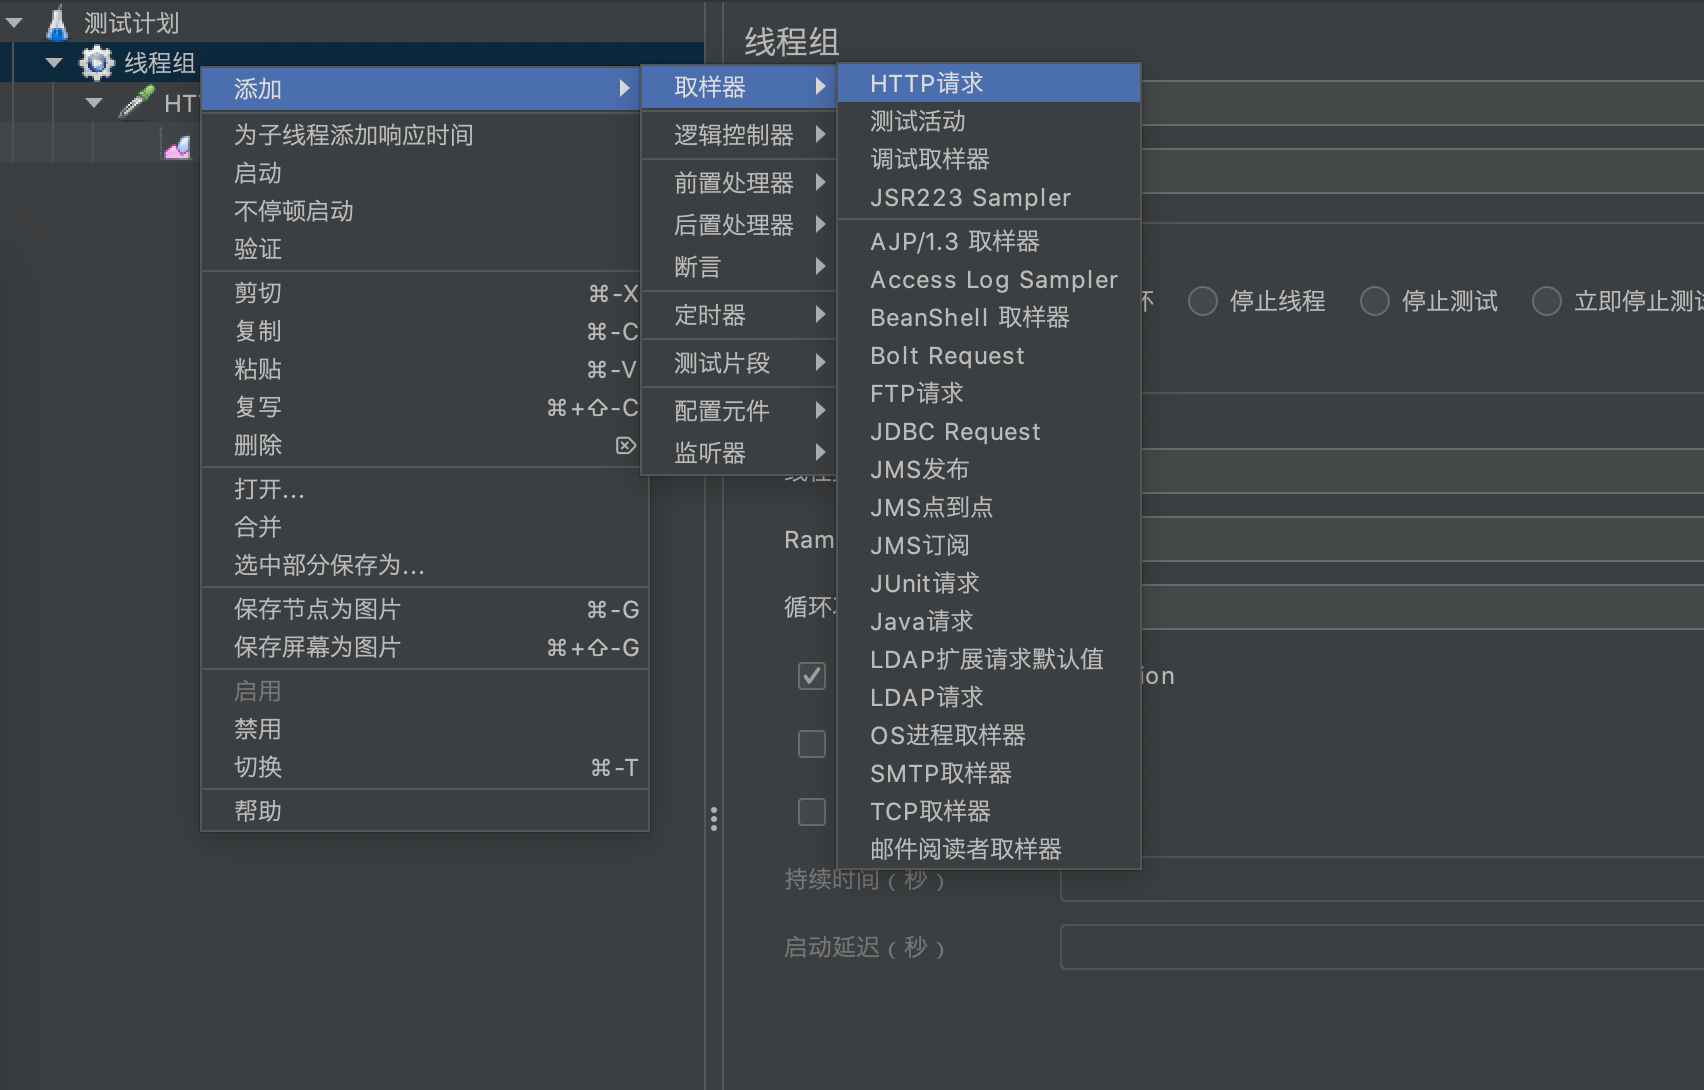 测试计划
线程组
HT
添加
为子线程添加响应时间
启动
不停顿启动
验证
剪切 ⌘-X
复制 ⌘-C
粘贴 ⌘-V
复写 ⌘+⇧-C
删除 ⌦
打开...
合并
选中部分保存为...
保存节点为图片 ⌘-G
保存屏幕为图片 ⌘+⇧-G
启用
禁用
切换 ⌘-T
帮助
取样器
逻辑控制器
前置处理器
后置处理器
断言
定时器
测试片段
配置元件
监听器
HTTP请求
测试活动
调试取样器
JSR223 Sampler
AJP/1.3 取样器
Access Log Sampler
BeanShell 取样器
Bolt Request
FTP请求
JDBC Request
JMS发布
JMS点到点
JMS订阅
JUnit请求
Java请求
LDAP扩展请求默认值
LDAP请求
OS进程取样器
SMTP取样器
TCP取样器
邮件阅读者取样器
线程组
环 停止线程 停止测试 立即停止测试
线程
Ram
循环
ion
持续时间（秒）
启动延迟（秒）